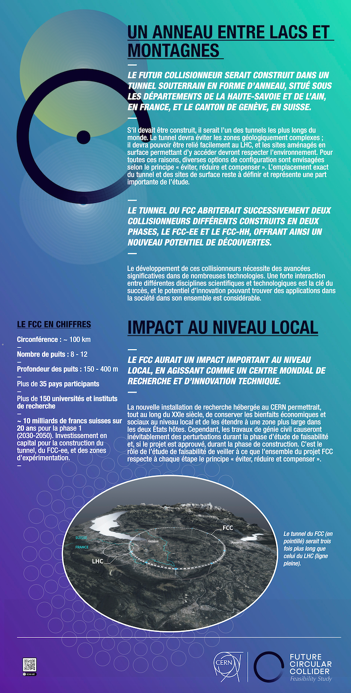 UN ANNEAU ENTRE LACS ET
MONTAGNES
LE FUTUR COLLISIONNEUR SERAIT CONSTRUIT DANS UN
TUNNEL SOUTERRAIN EN FORME D'ANNEAU, SITUÉ SOUS
LES DÉPARTEMENTS DE LA HAUTE-SAVOIE ET DE L'AIN,
EN FRANCE, ET LE CANTON DE GENÈVE, EN SUISSE.
S'il devait être construit, il serait l'un des tunnels les plus longs du
monde. Le tunnel devra éviter les zones géologiquement complexes ;
il devra pouvoir être relié facilement au LHC, et les sites aménagés en
surface permettant d'y accéder devront respecter l'environnement. Pour
toutes ces raisons, diverses options de configuration sont envisagées
selon le principe « éviter, réduire et compenser ». L'emplacement exact
du tunnel et des sites de surface reste à définir et représente une part
importante de l'étude.
LE TUNNEL DU FCC ABRITERAIT SUCCESSIVEMENT DEUX
COLLISIONNEURS DIFFÉRENTS CONSTRUITS EN DEUX
PHASES, LE FCC-EE ET LE FCC-HH, OFFRANT AINSI UN
NOUVEAU POTENTIEL DE DÉCOUVERTES.
Le développement de ces collisionneurs nécessite des avancées
significatives dans de nombreuses technologies. Une forte interaction
entre différentes disciplines scientifiques et technologiques est la clé du
succès, et le potentiel d'innovation pouvant trouver des applications dans
la société dans son ensemble est considérable.
LE FCC EN CHIFFRES
Circonférence : ~ 100 km
Nombre de puits : 8 - 12
Profondeur des puits : 150 - 400 m
Plus de 35 pays participants
Plus de 150 universités et instituts
de recherche
~ 10 milliards de francs suisses sur
20 ans pour la phase 1
(2030-2050). Investissement en
capital pour la construction du
tunnel, du FCC-ee, et des zones
d'expérimentation.
IMPACT AU NIVEAU LOCAL
LE FCC AURAIT UN IMPACT IMPORTANT AU NIVEAU
LOCAL, EN AGISSANT COMME UN CENTRE MONDIAL DE
RECHERCHE ET D'INNOVATION TECHNIQUE.
La nouvelle installation de recherche hébergée au CERN permettrait,
tout au long du XXIe siècle, de conserver les bienfaits économiques et
sociaux au niveau local et de les étendre à une zone plus large dans
les deux États hôtes. Cependant, les travaux de génie civil causeront
inévitablement des perturbations durant la phase d'étude de faisabilité
et, si le projet est approuvé, durant la phase de construction. C'est le
rôle de l'étude de faisabilité de veiller à ce que l'ensemble du projet FCC
respecte à chaque étape le principe « éviter, réduire et compenser ».
FCC
FRANCE
LHC
Le tunnel du FCC (en
pointillé) serait trois
fois plus long que
celui du LHC (ligne
pleine).
CERN
FUTURE
CIRCULAR
COLLIDER
Feasibility Study